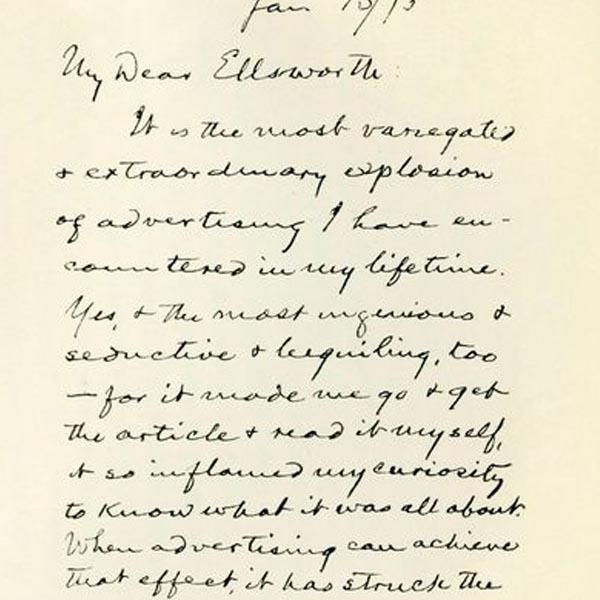 Jan 
My Dear Ellsworth:
It is the most variegated
& extraordinary explosion
of advertising I have en-
countered in my lifetime.
Yes, & the most ingenious &
seductive & beguiling, too
—for it made me go & get
the article & read it myself,
it so inflamed my curiosity
to know what it was all about.
When advertising can achieve
that effect, it has struck the